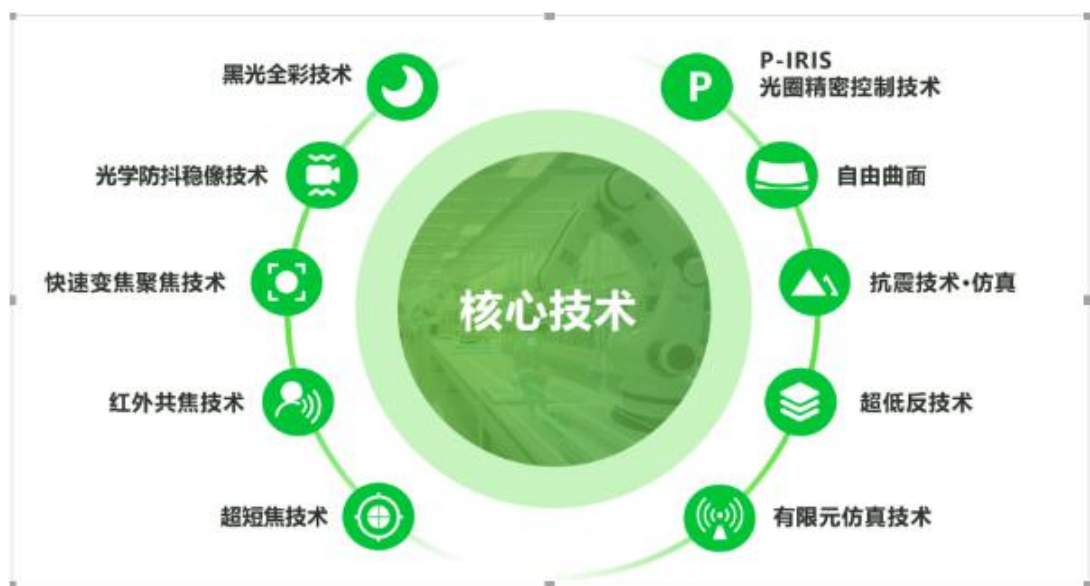 黑光全彩技术
光学防抖稳像技术
快速变焦聚焦技术
红外共焦技术
超短焦技术
核心技术
P
P-IRIS
光圈精密控制技术
自由曲面
抗震技术·仿真
超低反技术
有限元仿真技术